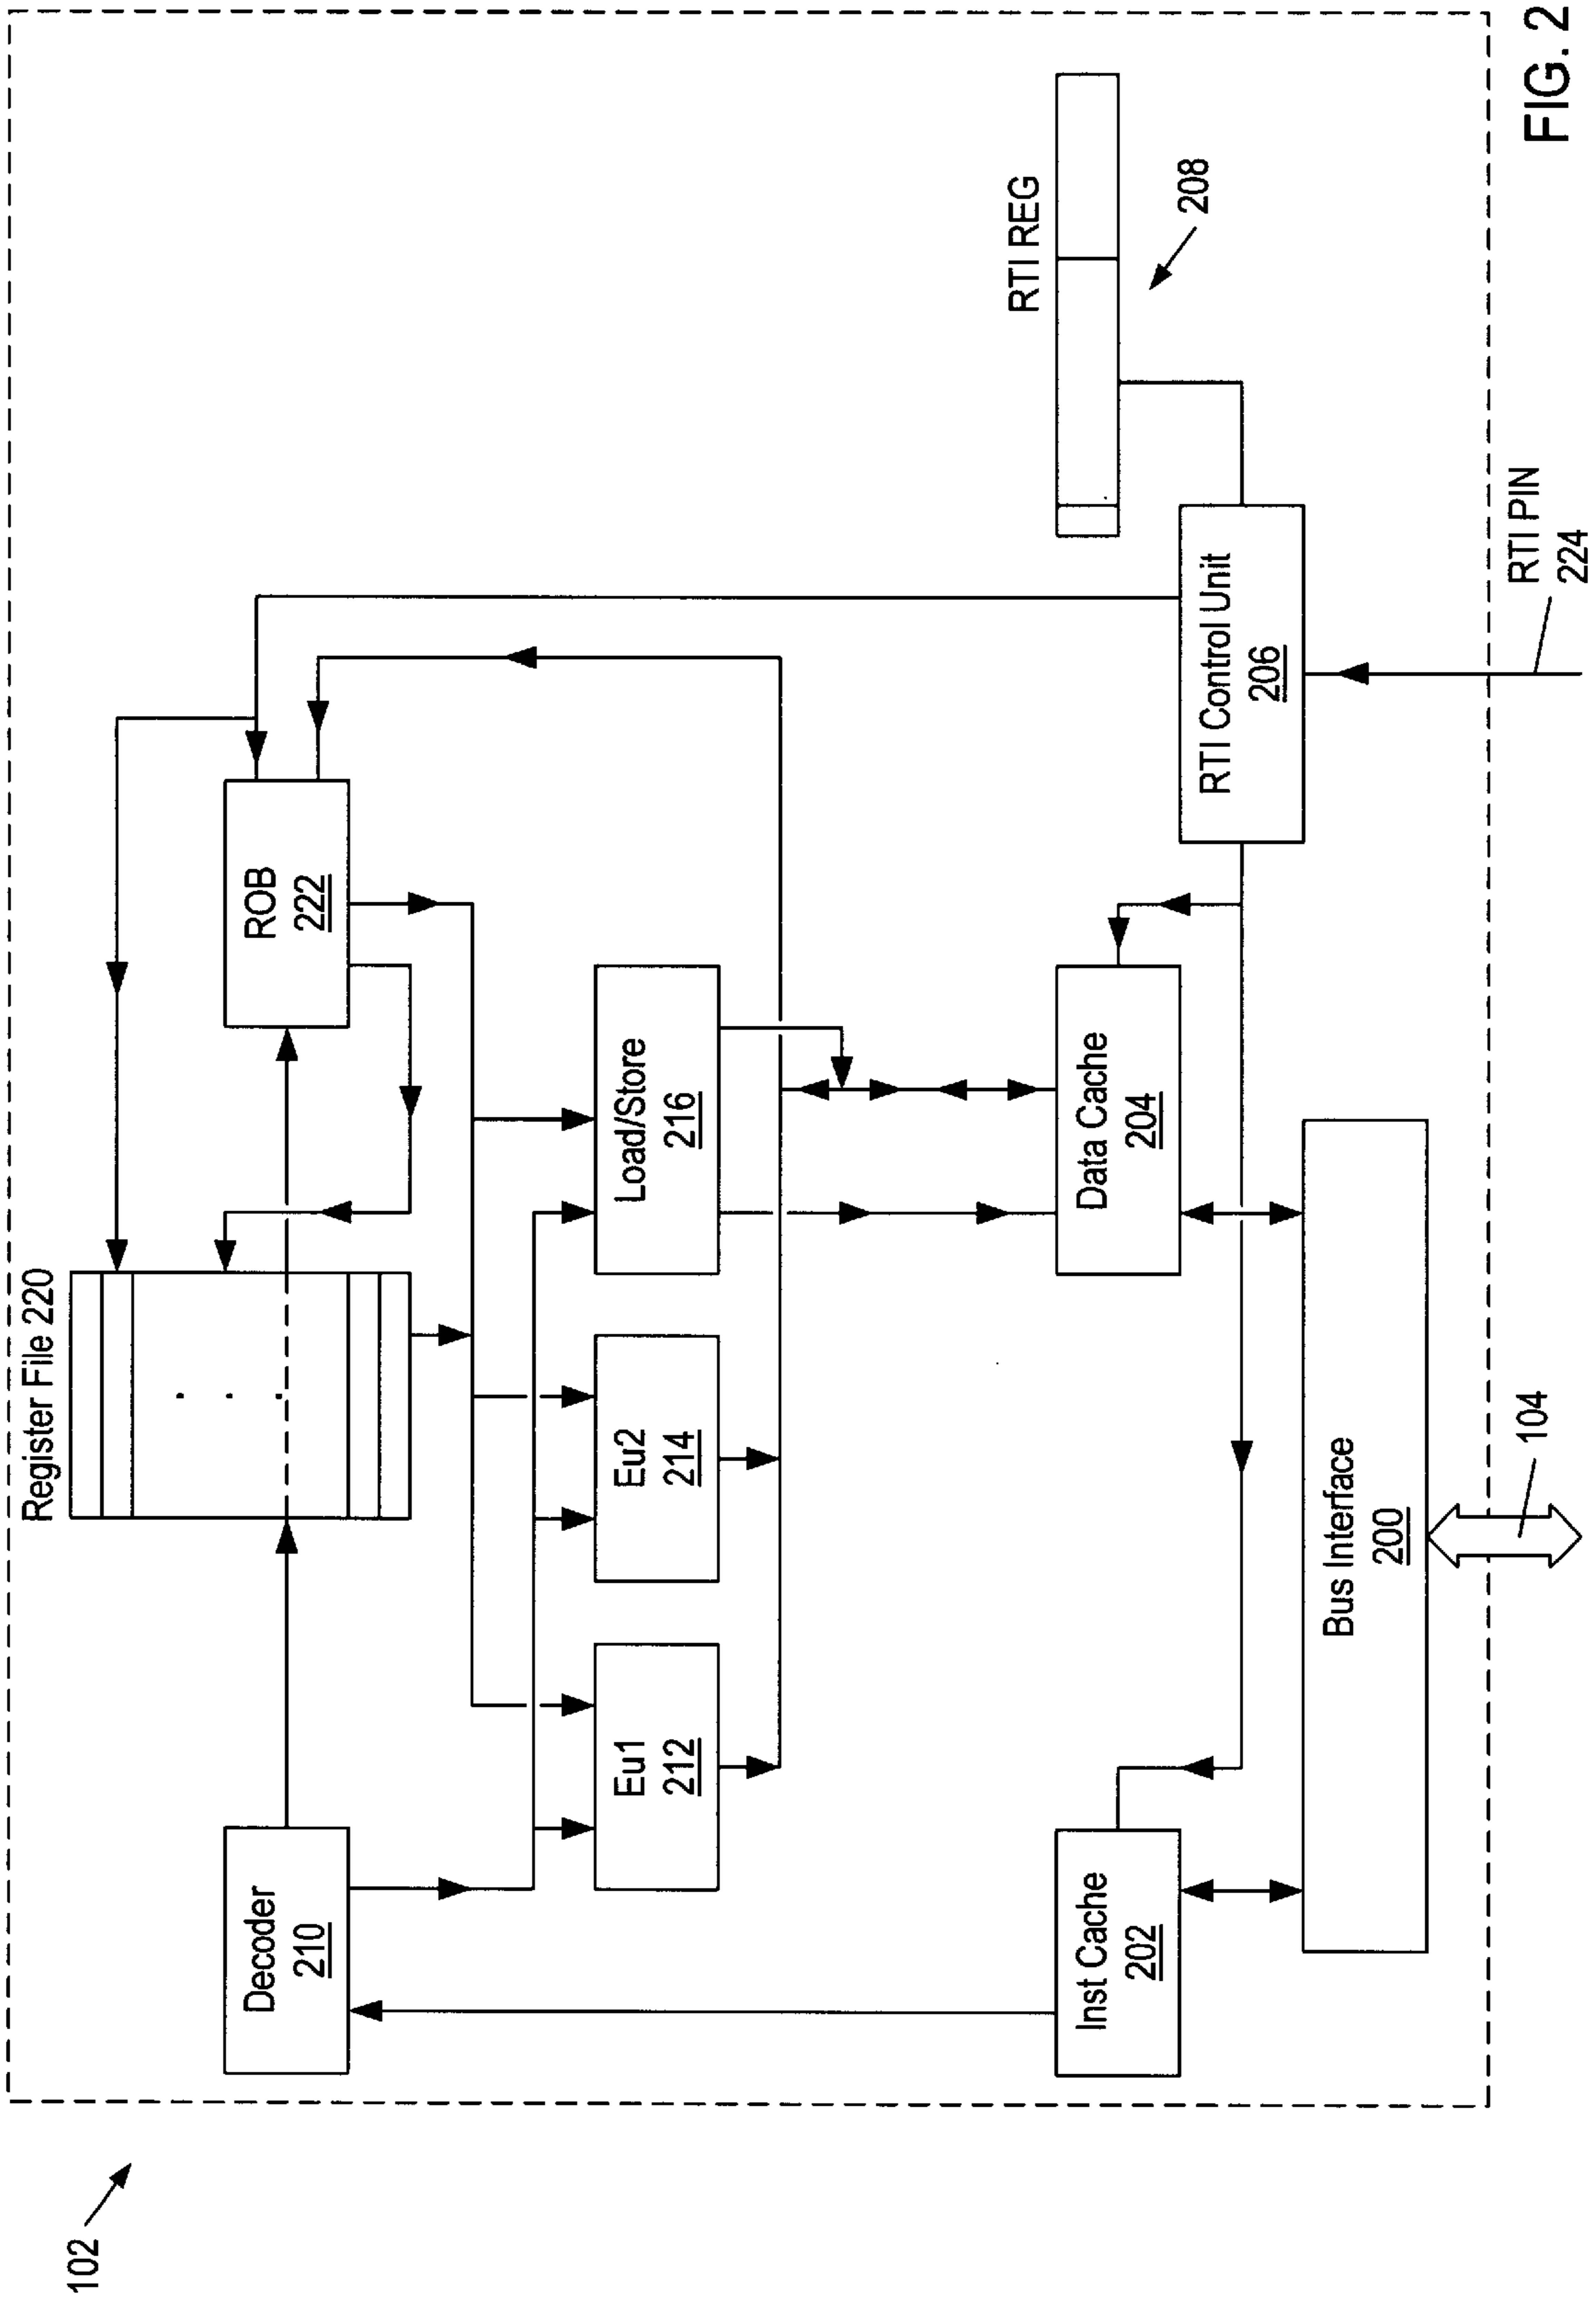 102
Register File 220
Decoder
210
ROB
222
Eu1
212
Eu2
214
Load/Store
216
RTI REG
208
Inst Cache
202
Data Cache
204
RTI Control Unit
206
Bus Interface
200
104
RTI PIN
224
FIG. 2